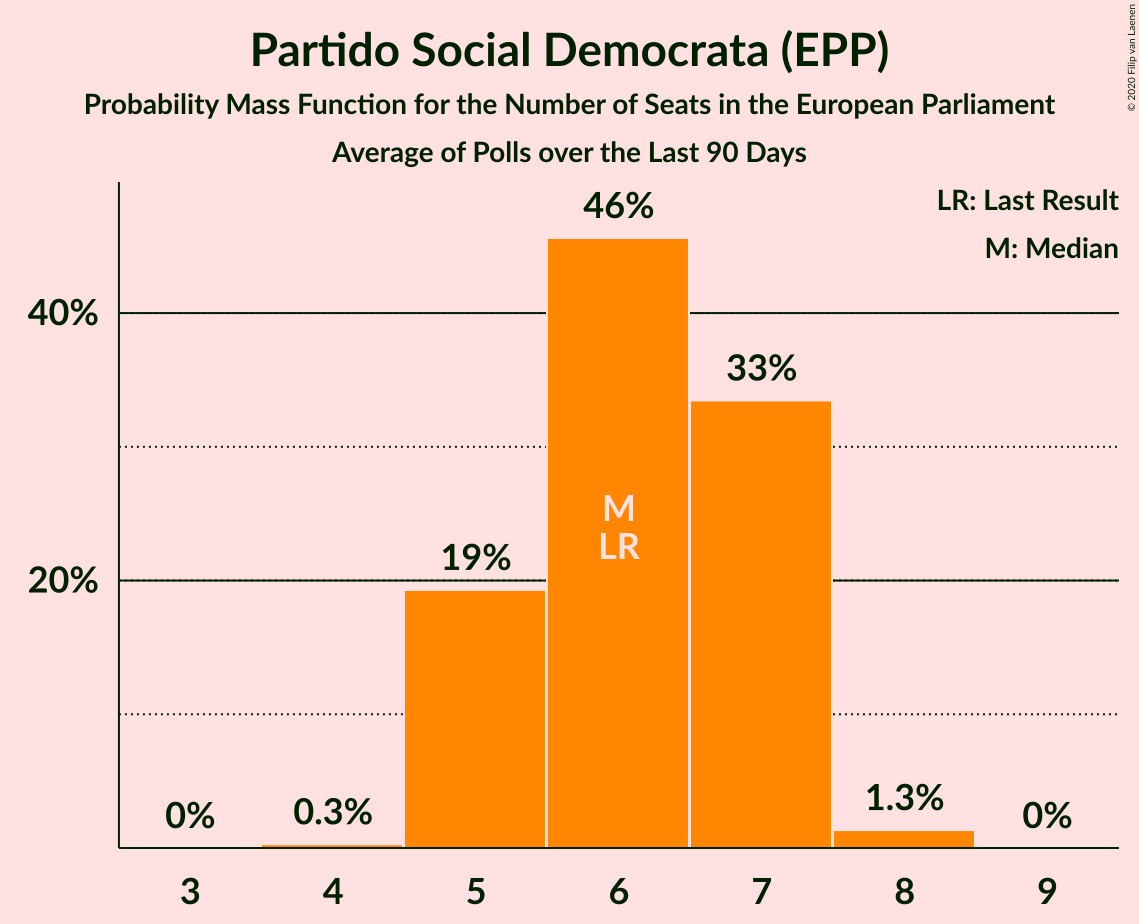 Partido Social Democrata (EPP)
Probability Mass Function for the Number of Seats in the European Parliament
Average of Polls over the Last 90 Days
© 2020 Filip van Laenen
LR: Last Result
M: Median
40%
20%
0%
0.3%
19%
46%
33%
1.3%
0%
M
LR
3 4 5 6 7 8 9